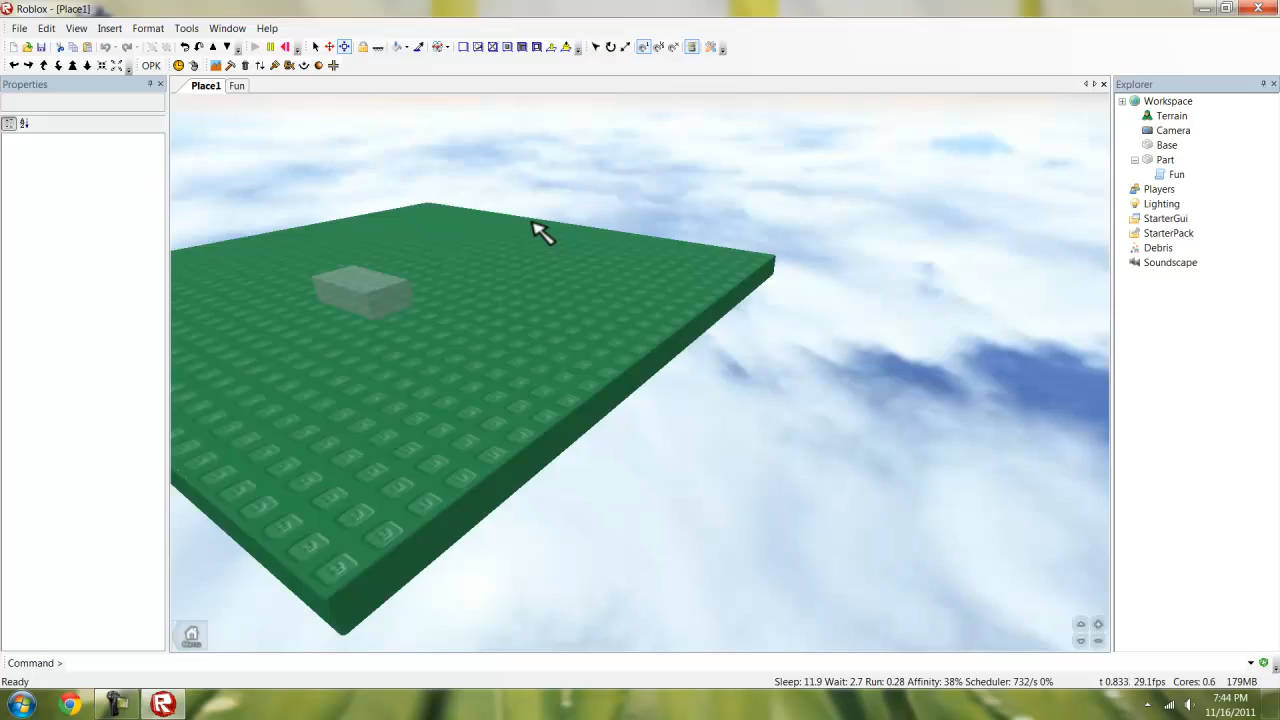 Roblox - [Place1]
File Edit View Insert Format Tools Window Help
OPK
Properties
Place1 Fun
Explorer
Workspace
Terrain
Camera
Base
Part
Fun
Players
Lighting
StarterGui
StarterPack
Debris
Soundscape
Command >
Ready
Sleep: 11.9 Wait: 2.7 Run: 0.28 Affinity: 38% Scheduler: 732/s 0% t 0.833. 29.1fps Cores: 0.6 179MB
7:44 PM
11/16/2011